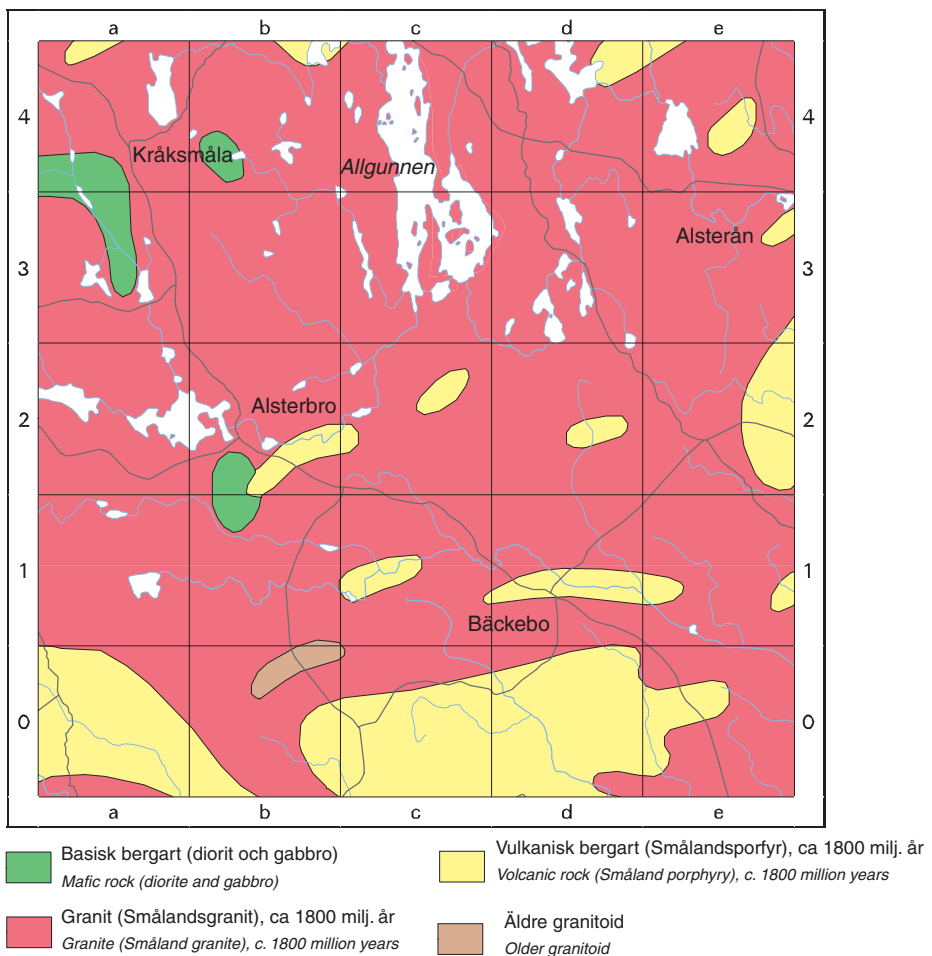 a b c d e
4 4
Kråksmåla
Allgunnen
Alsterån
3 3
Alsterbro
2 2
1 1
Bäckebo
0 0
a b c d e
Basisk bergart (diorit och gabbro)
Mafic rock (diorite and gabbro)
Granit (Smålandsgranit), ca 1800 milj. år
Granite (Småland granite), c. 1800 million years
Vulkanisk bergart (Smålandsporfyr), ca 1800 milj. år
Volcanic rock (Småland porphyry), c. 1800 million years
Äldre granitoid
Older granitoid